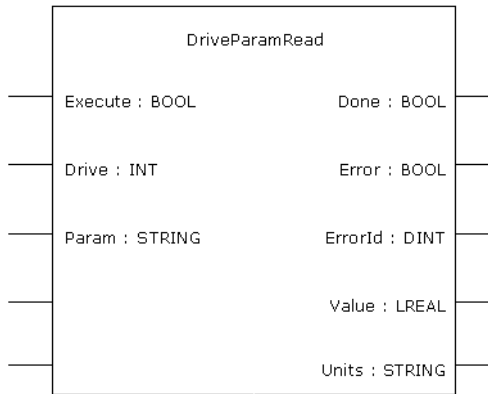 DriveParamRead
Execute : BOOL
Done : BOOL
Drive : INT
Error : BOOL
Param : STRING
ErrorId : DINT
Value : LREAL
Units : STRING